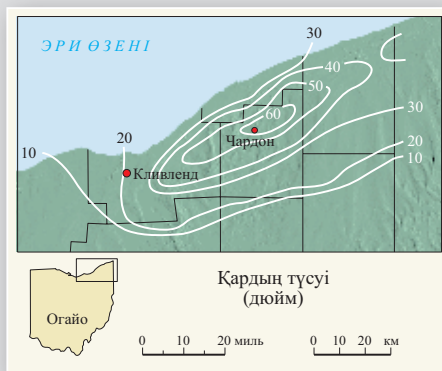 ЭРИ ӨЗЕНІ
30
40
50
60
Чардон
30
20
10
10
20
Кливленд
Қардың түсуі
(дюйм)
Огайо
0 10 20 миль
0 10 20 км